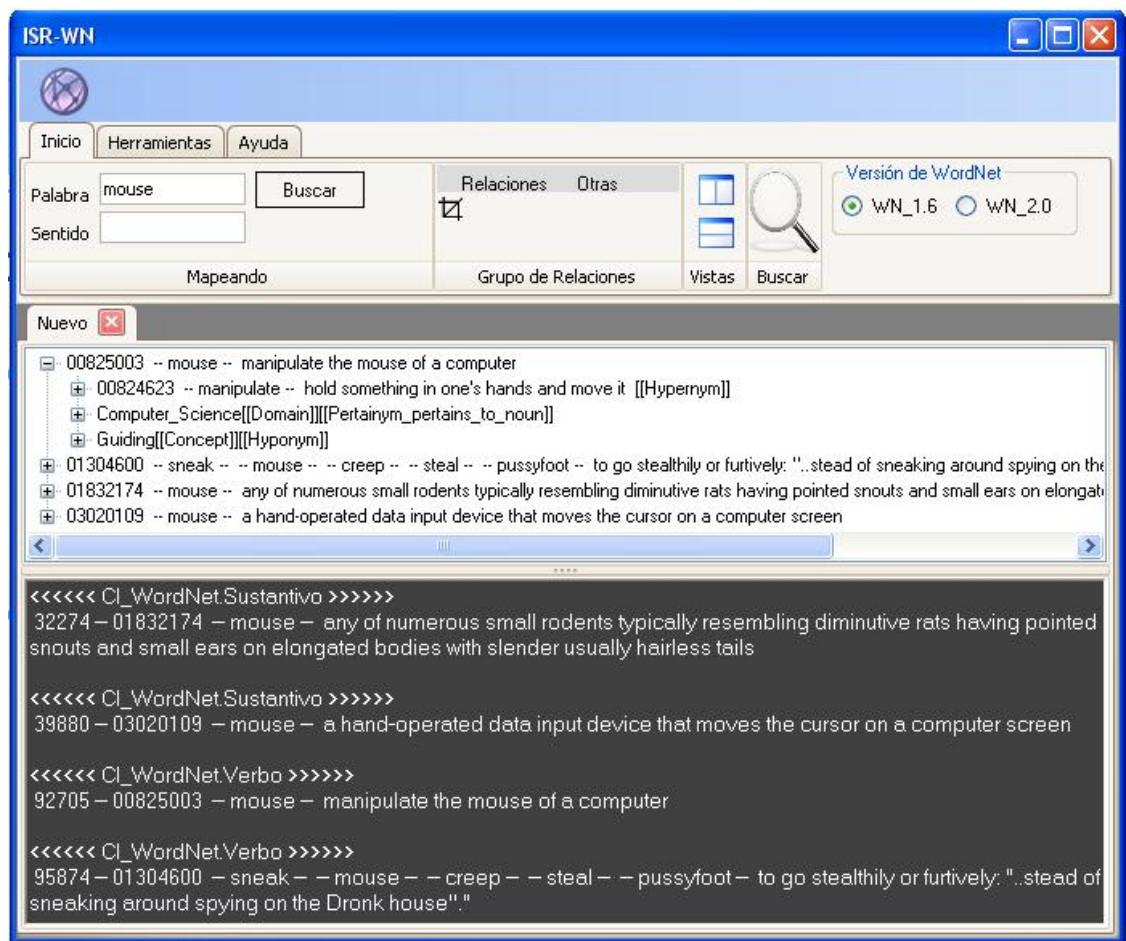 ISR-WN
Inicio Herramientas Ayuda
Palabra mouse Buscar
Sentido
Mapeando
Relaciones Otras
Grupo de Relaciones
Vistas
Buscar
Versión de WordNet
WN_1.6 WN_2.0
Nuevo
00825003 -- mouse -- manipulate the mouse of a computer
00824623 -- manipulate -- hold something in one's hands and move it [[Hypernym]]
Computer_Science[[Domain]][[Pertainym_pertains_to_noun]]
Guiding[[Concept]][[Hyponym]]
01304600 -- sneak -- -- mouse -- -- creep -- -- steal -- -- pussyfoot -- to go stealthily or furtively: "..stead of sneaking around spying on the
01832174 -- mouse -- any of numerous small rodents typically resembling diminutive rats having pointed snouts and small ears on elongat
03020109 -- mouse -- a hand-operated data input device that moves the cursor on a computer screen
<<<<<< Cl_WordNet.Sustantivo >>>>>>
32274 – 01832174 – mouse – any of numerous small rodents typically resembling diminutive rats having pointed
snouts and small ears on elongated bodies with slender usually hairless tails
<<<<<< Cl_WordNet.Sustantivo >>>>>>
39880 – 03020109 – mouse – a hand-operated data input device that moves the cursor on a computer screen
<<<<<< Cl_WordNet.Verbo >>>>>>
92705 – 00825003 – mouse – manipulate the mouse of a computer
<<<<<< Cl_WordNet.Verbo >>>>>>
95874 – 01304600 – sneak – – mouse – – creep – – steal – – pussyfoot – to go stealthily or furtively: "..stead of
sneaking around spying on the Dronk house"."